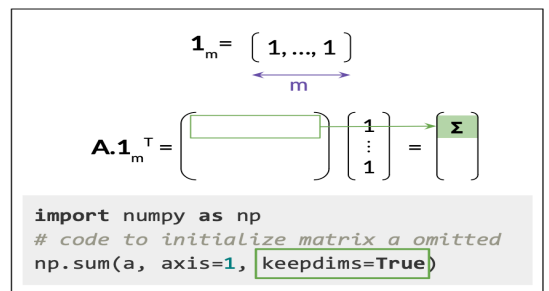 1m= ( 1, ..., 1 )
m
A.1mT = ( ) ( 1 ⋮ 1 ) = ( Σ )
import numpy as np
# code to initialize matrix a omitted
np.sum(a, axis=1, keepdims=True)